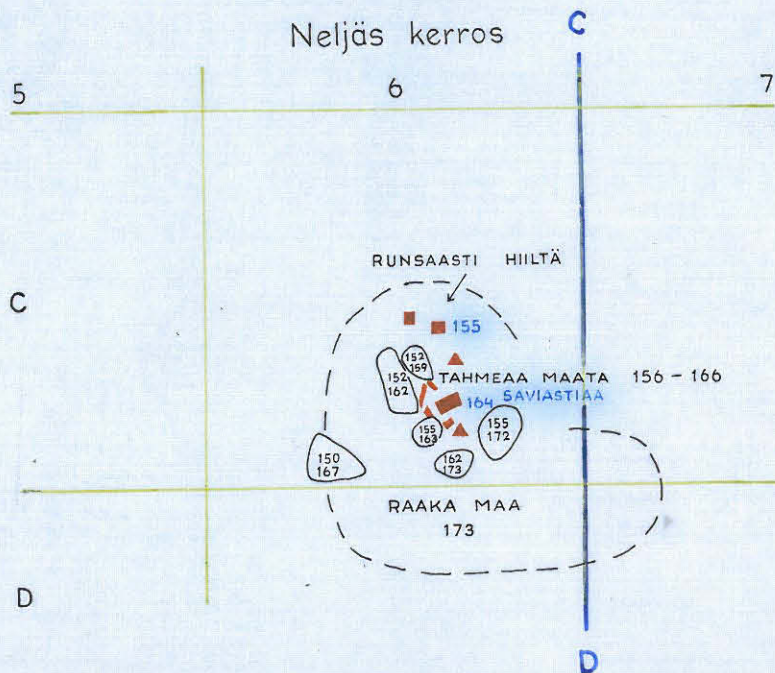 Neljäs kerros
C
5
6
7
C
RUNSAASTI HIILTÄ
155
152
159
152
162
TAHMEAA MAATA 156 - 166
164 SAVIASTIAA
155
163
155
172
150
167
162
173
RAAKA MAA
173
D
D